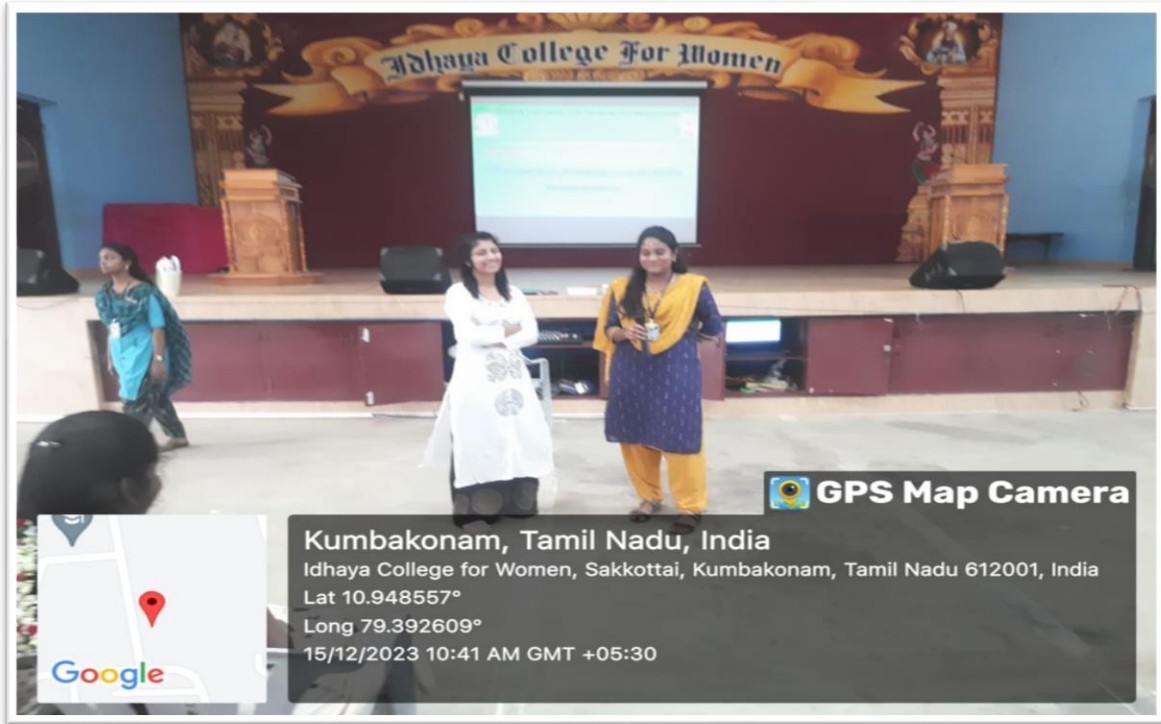 Idhaya College For Women
GPS Map Camera
Kumbakonam, Tamil Nadu, India
Idhaya College for Women, Sakkottai, Kumbakonam, Tamil Nadu 612001, India
Lat 10.948557°
Long 79.392609°
15/12/2023 10:41 AM GMT +05:30
Google